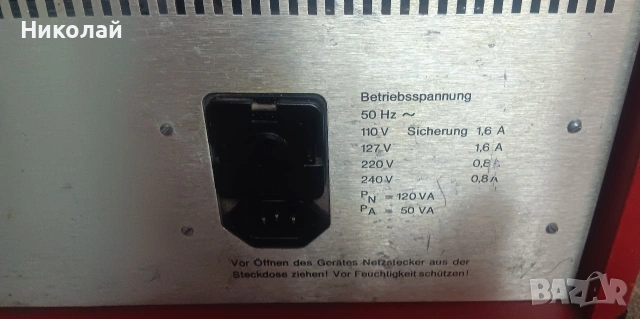 Николай
Betriebsspannung
50 Hz ~
110 V Sicherung 1,6 A
127 V 1,6 A
220 V 0,8 A
240 V 0,8 A
PN = 120 VA
PA = 50 VA
Vor Öffnen des Gerätes Netzstecker aus der
Steckdose ziehen! Vor Feuchtigkeit schützen!
BAZAR